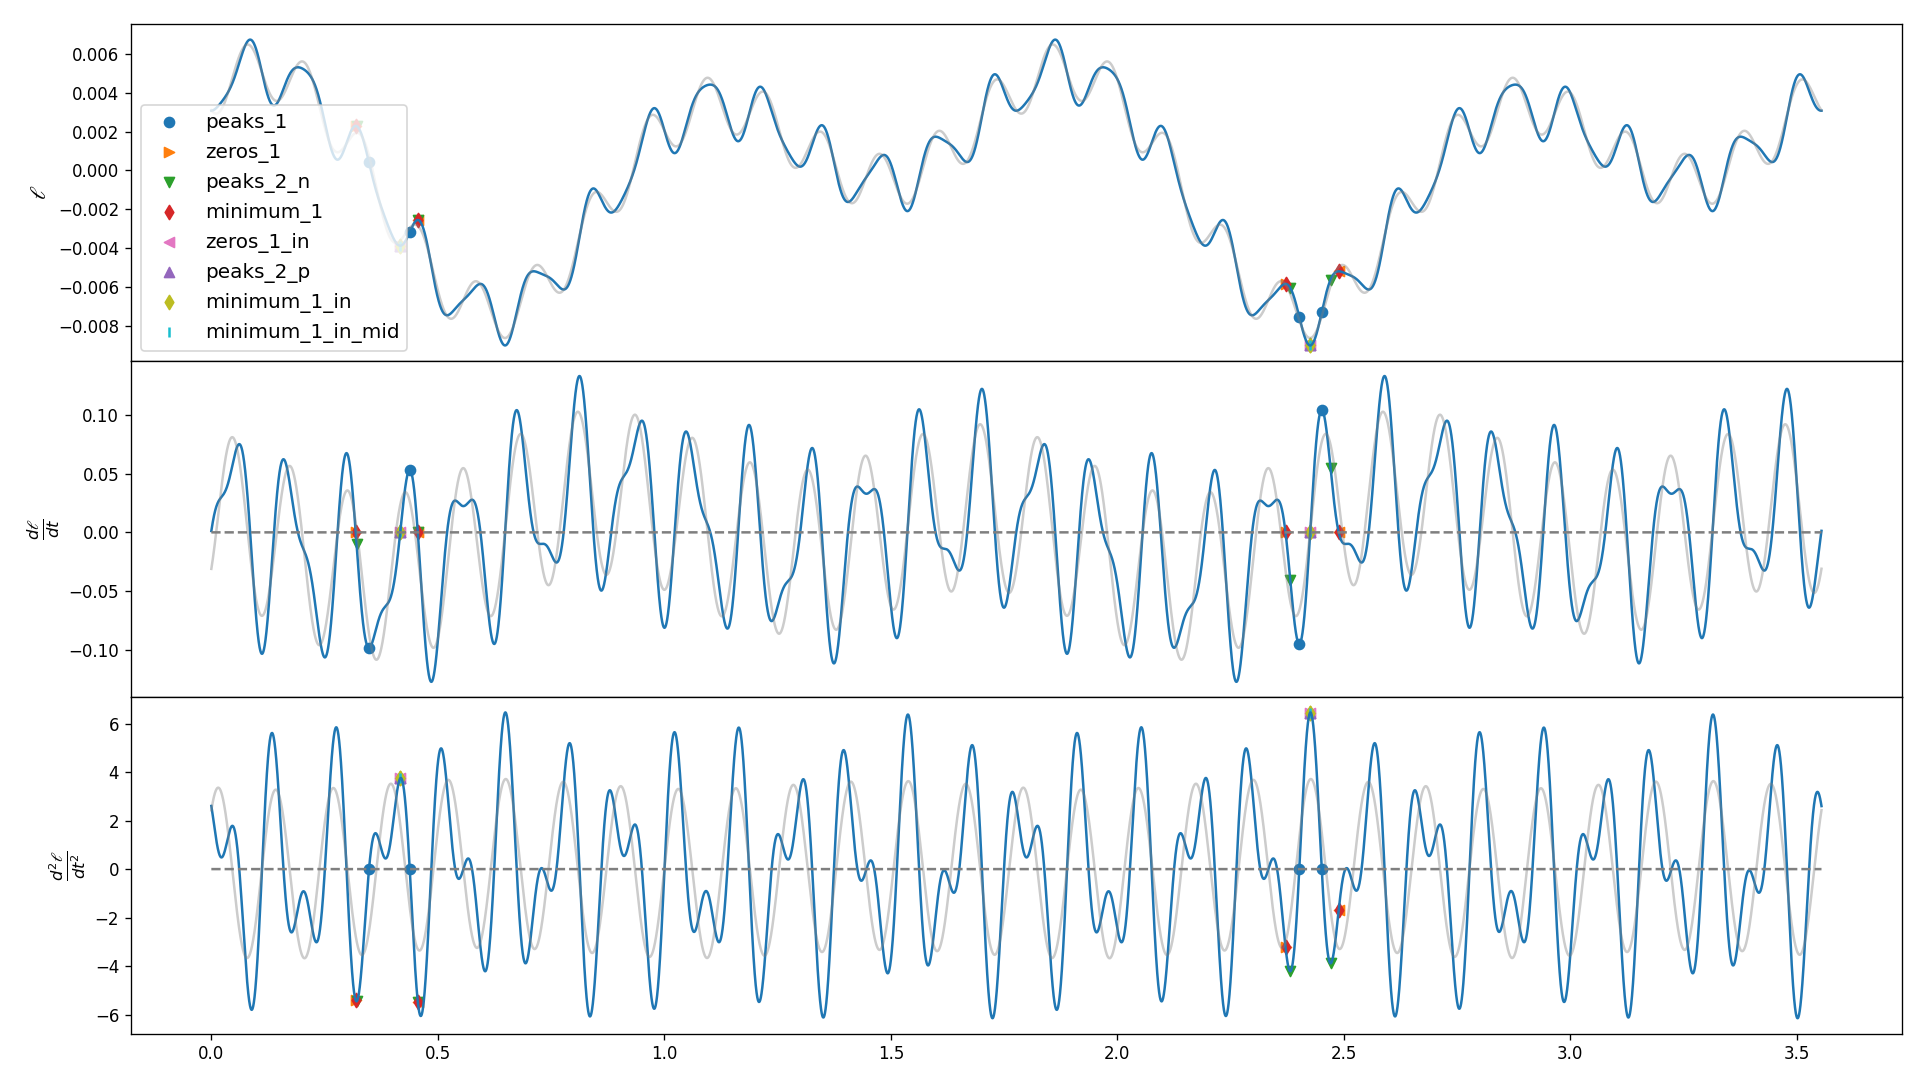 0.006
0.004
0.002
0.000
−0.002
−0.004
−0.006
−0.008
ℓ
peaks_1
zeros_1
peaks_2_n
minimum_1
zeros_1_in
peaks_2_p
minimum_1_in
minimum_1_in_mid
0.10
0.05
0.00
−0.05
−0.10
dℓ
dt
6
4
2
0
−2
−4
−6
d²ℓ
dt²
0.0 0.5 1.0 1.5 2.0 2.5 3.0 3.5